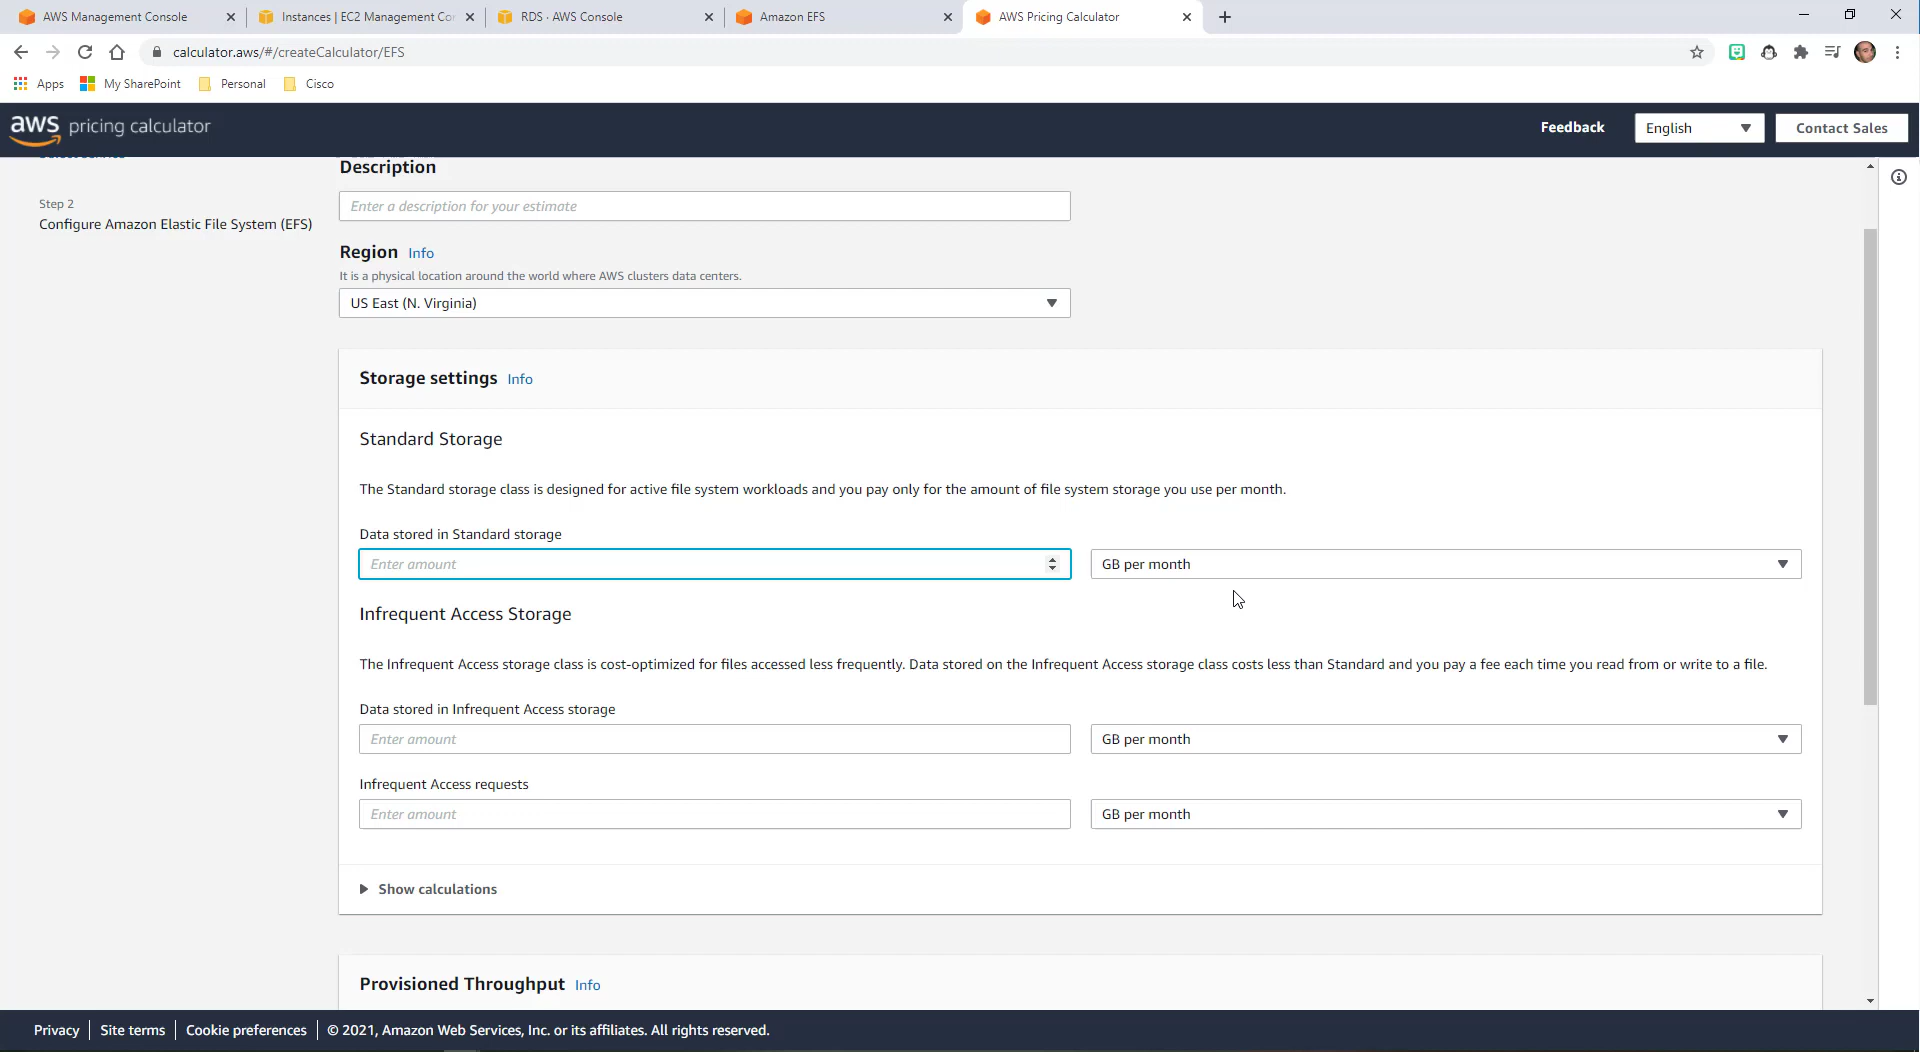 AWS Management Console
Instances | EC2 Management Cor
RDS · AWS Console
Amazon EFS
AWS Pricing Calculator
calculator.aws/#/createCalculator/EFS
Apps
My SharePoint
Personal
Cisco
aws pricing calculator
Feedback
English
Contact Sales
Step 2
Configure Amazon Elastic File System (EFS)
Description
Enter a description for your estimate
Region Info
It is a physical location around the world where AWS clusters data centers.
US East (N. Virginia)
Storage settings Info
Standard Storage
The Standard storage class is designed for active file system workloads and you pay only for the amount of file system storage you use per month.
Data stored in Standard storage
Enter amount
GB per month
Infrequent Access Storage
The Infrequent Access storage class is cost-optimized for files accessed less frequently. Data stored on the Infrequent Access storage class costs less than Standard and you pay a fee each time you read from or write to a file.
Data stored in Infrequent Access storage
Enter amount
GB per month
Infrequent Access requests
Enter amount
GB per month
Show calculations
Provisioned Throughput Info
Privacy
Site terms
Cookie preferences
© 2021, Amazon Web Services, Inc. or its affiliates. All rights reserved.